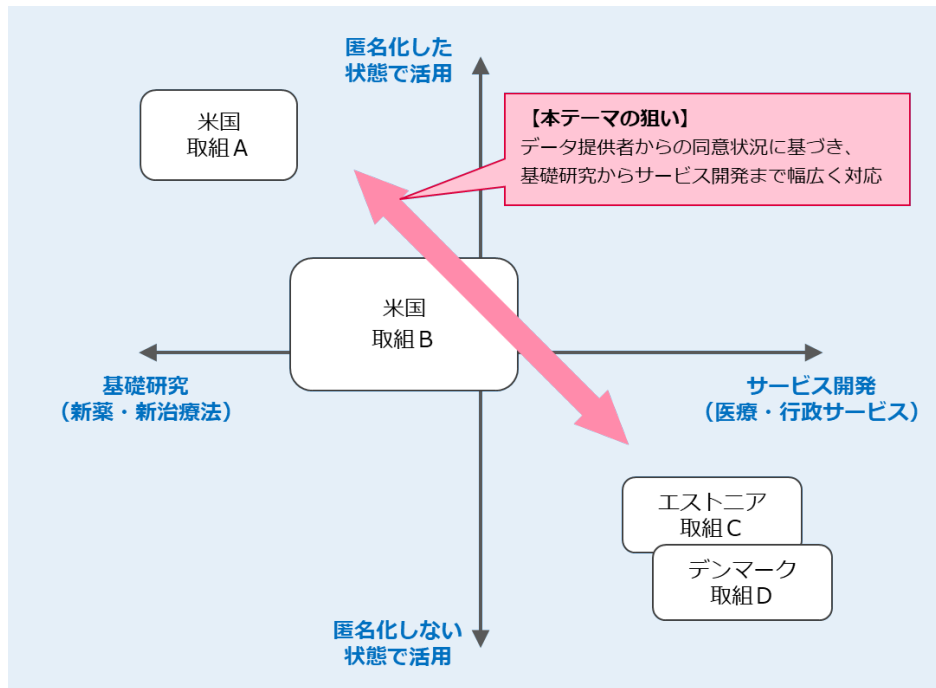 匿名化した
状態で活用
米国
取組A
【本テーマの狙い】
データ提供者からの同意状況に基づき、
基礎研究からサービス開発まで幅広く対応
米国
取組B
基礎研究
（新薬・新治療法）
サービス開発
（医療・行政サービス）
エストニア
取組C
デンマーク
取組D
匿名化しない
状態で活用